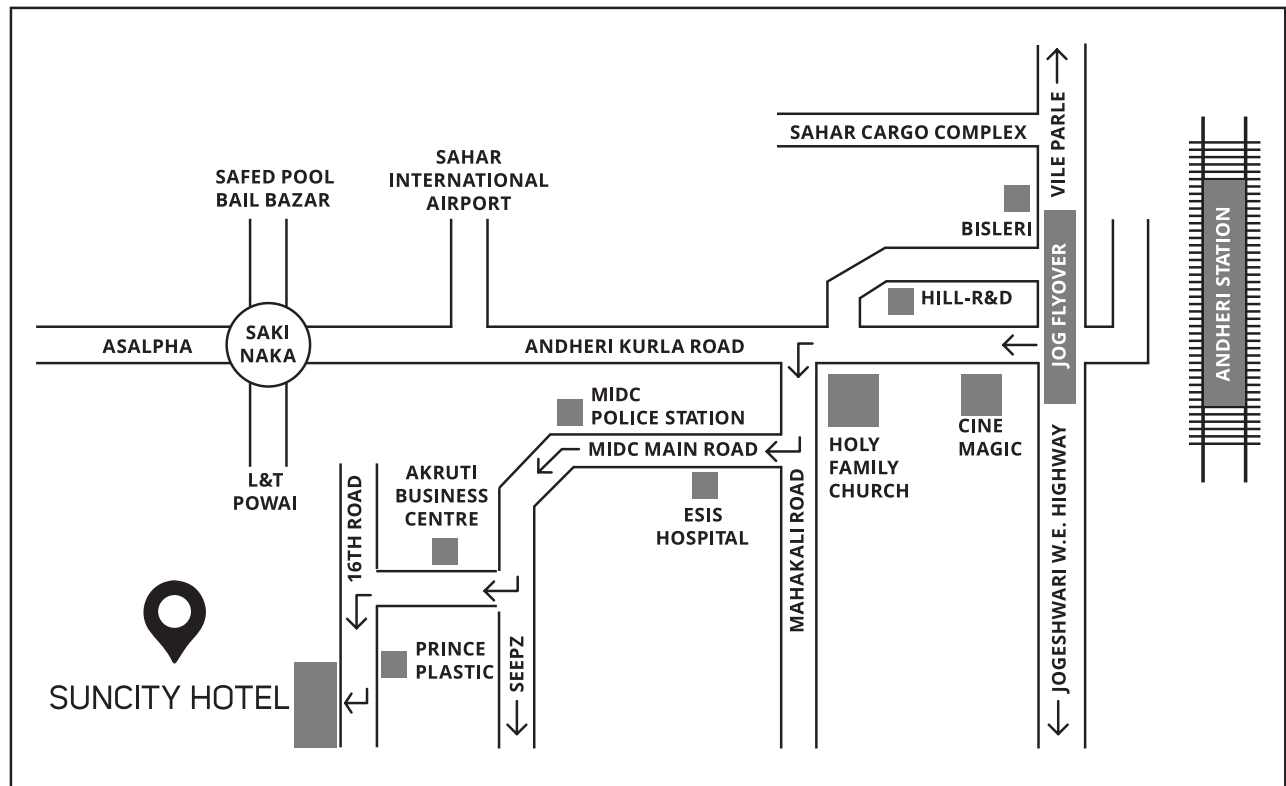 SAHAR CARGO COMPLEX
VILE PARLE
SAHAR
INTERNATIONAL
AIRPORT
SAFED POOL
BAIL BAZAR
BISLERI
JOG FLYOVER
ANDHERI STATION
HILL-R&D
SAKI
NAKA
ASALPHA
ANDHERI KURLA ROAD
MIDC
POLICE STATION
MIDC MAIN ROAD
HOLY
FAMILY
CHURCH
CINE
MAGIC
L&T
POWAI
AKRUTI
BUSINESS
CENTRE
ESIS
HOSPITAL
16TH ROAD
MAHAKALI ROAD
JOGESHWARI W.E. HIGHWAY
PRINCE
PLASTIC
SEEPZ
SUNCITY HOTEL